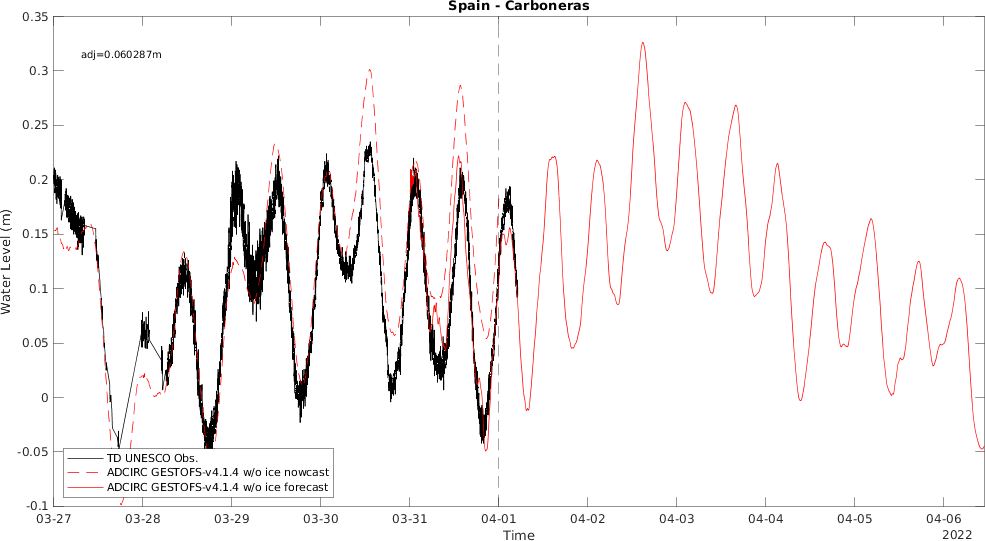 Spain - Carboneras
adj=0.060287m
0.35
0.3
0.25
0.2
0.15
0.1
0.05
0
-0.05
-0.1
Water Level (m)
TD UNESCO Obs.
ADCIRC GESTOFS-v4.1.4 w/o ice nowcast
ADCIRC GESTOFS-v4.1.4 w/o ice forecast
03-27 03-28 03-29 03-30 03-31 04-01 04-02 04-03 04-04 04-05 04-06
Time
2022